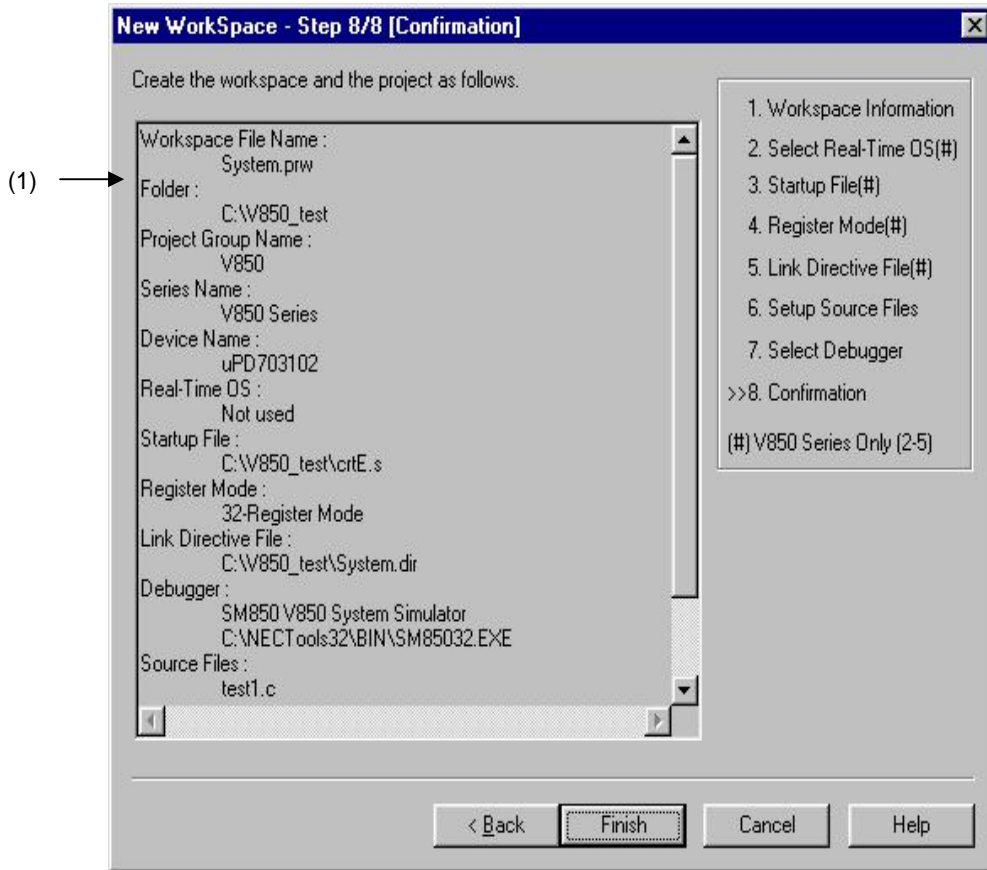 New WorkSpace - Step 8/8 [Confirmation]
Create the workspace and the project as follows.
(1)
Workspace File Name :
System.prw
Folder :
C:\V850_test
Project Group Name :
V850
Series Name :
V850 Series
Device Name :
uPD703102
Real-Time OS :
Not used
Startup File :
C:\V850_test\crtE.s
Register Mode :
32-Register Mode
Link Directive File :
C:\V850_test\System.dir
Debugger :
SM850 V850 System Simulator
C:\NECTools32\BIN\SM85032.EXE
Source Files :
test1.c
1. Workspace Information
2. Select Real-Time OS(#)
3. Startup File(#)
4. Register Mode(#)
5. Link Directive File(#)
6. Setup Source Files
7. Select Debugger
>>8. Confirmation
(#) V850 Series Only (2-5)
< Back
Finish
Cancel
Help